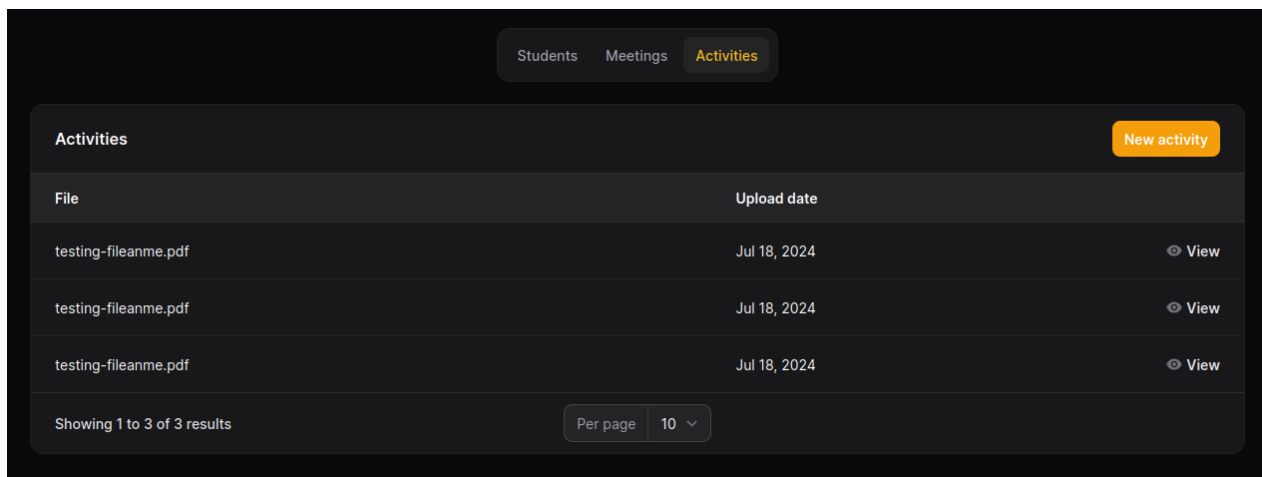 Students Meetings Activities
Activities New activity
File Upload date
testing-fileanme.pdf Jul 18, 2024 View
testing-fileanme.pdf Jul 18, 2024 View
testing-fileanme.pdf Jul 18, 2024 View
Showing 1 to 3 of 3 results Per page 10